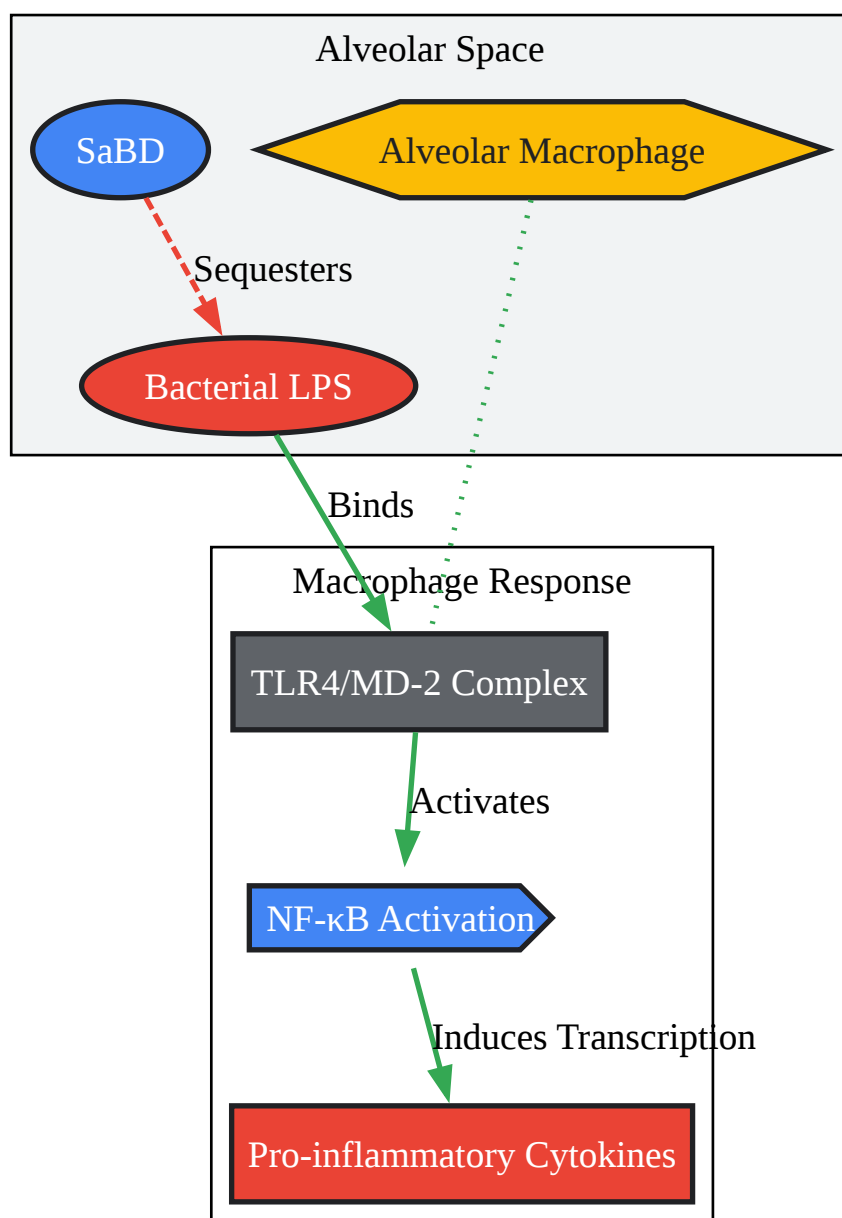 Alveolar Space
SaBD
Alveolar Macrophage
Sequesters
Bacterial LPS
Binds
Macrophage Response
TLR4/MD-2 Complex
Activates
NF-κB Activation
Induces Transcription
Pro-inflammatory Cytokines